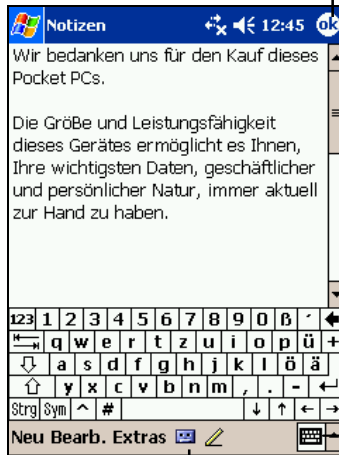 Notizen 12:45 ok
Wir bedanken uns für den Kauf dieses
Pocket PCs.
Die Größe und Leistungsfähigkeit
dieses Gerätes ermöglicht es Ihnen,
Ihre wichtigsten Daten, geschäftlicher
und persönlicher Natur, immer aktuell
zur Hand zu haben.
123 1 2 3 4 5 6 7 8 9 0 ß ´
q w e r t z u i o p ü +
a s d f g h j k l ö ä
y x c v b n m , . -
Strg Sym ^ # ↓ ↑ ← →
Neu Bearb. Extras